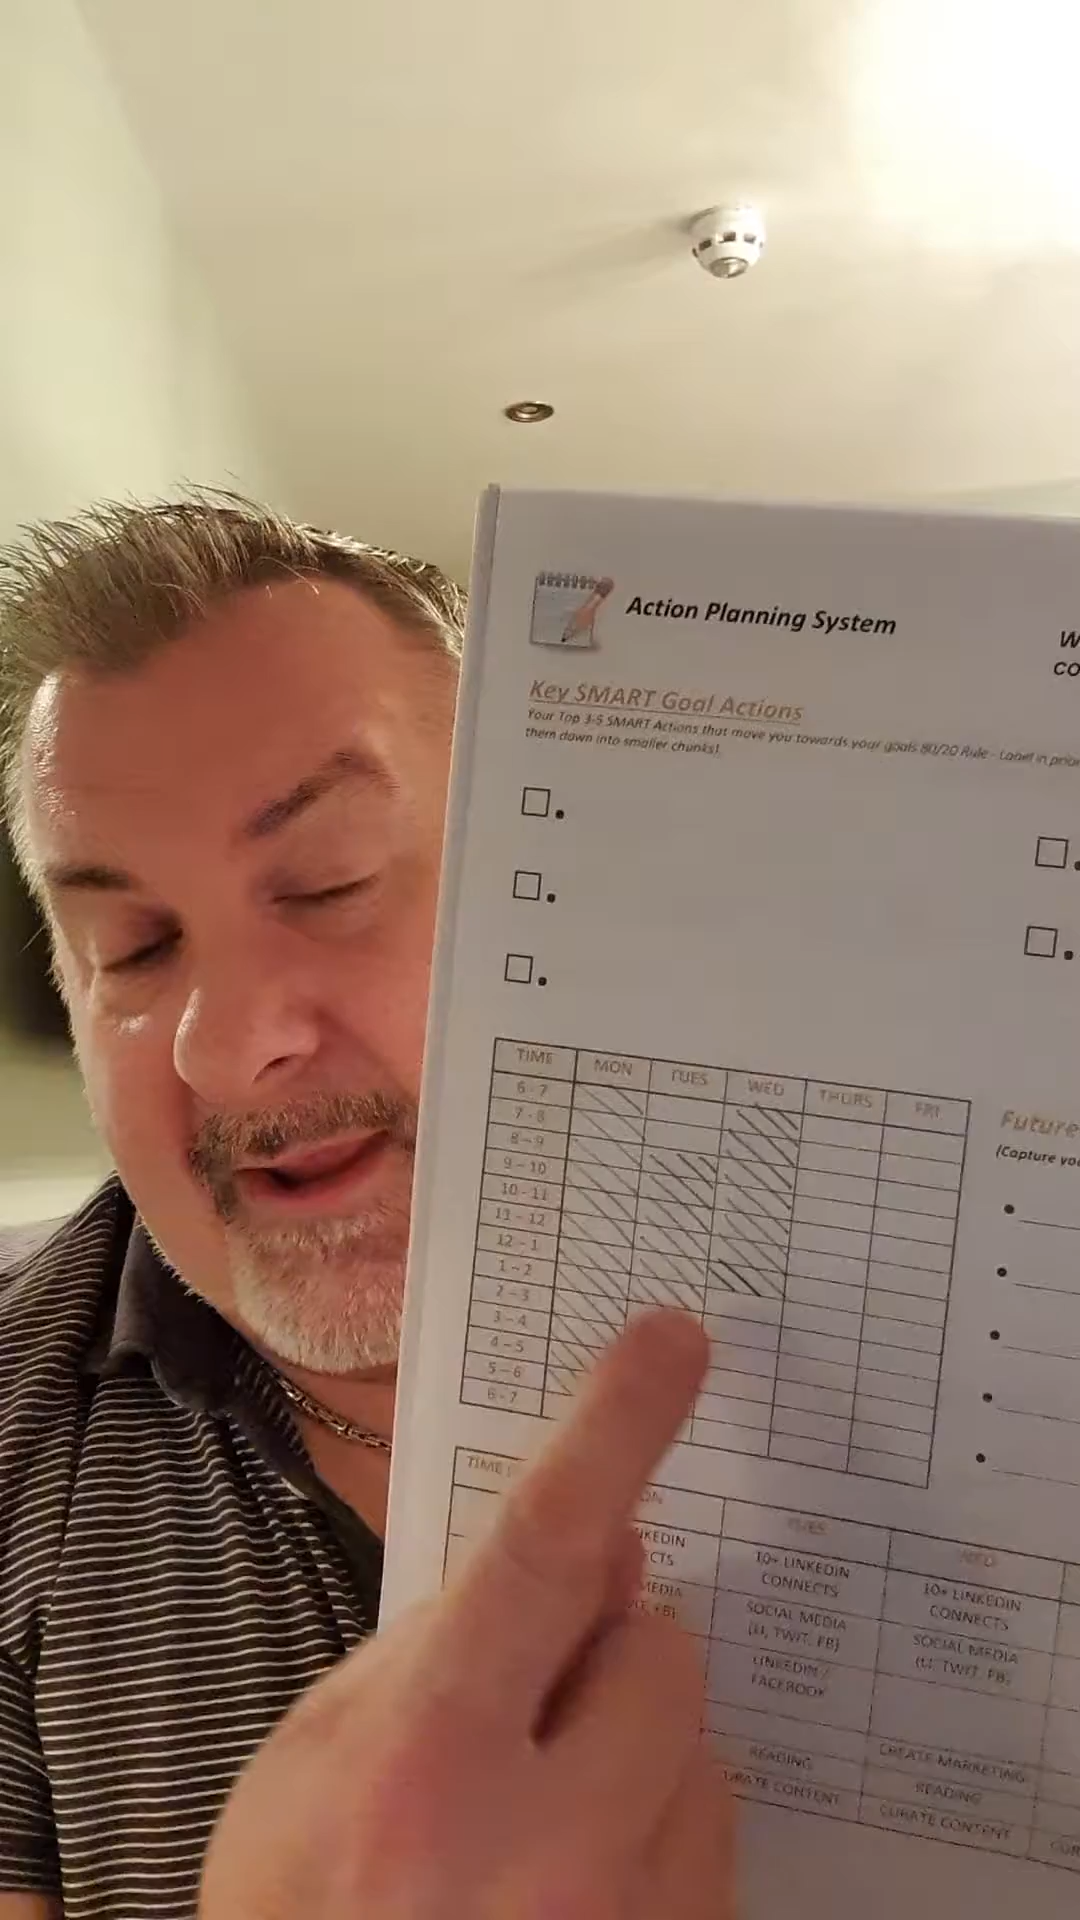 Action Planning System
W
CO
Key SMART Goal Actions
Your Top 3-5 SMART Actions that move you towards your goals 80/20 Rule - Label in prior
them down into smaller chunks!
TIME MON TUES WED THURS FRI
6 - 7
7 - 8
8 – 9
9 – 10
10 - 11
11 – 12
12 – 1
1 – 2
2 – 3
3 – 4
4 – 5
5 – 6
6 - 7
Future
(Capture you
TIME TUES WED
10+ LINKEDIN CONNECTS
10+ LINKEDIN CONNECTS
SOCIAL MEDIA (LI, TWIT, FB)
SOCIAL MEDIA (LI, TWIT, FB)
LINKEDIN / FACEBOOK
CREATE MARKETING
READING
READING
CURATE CONTENT